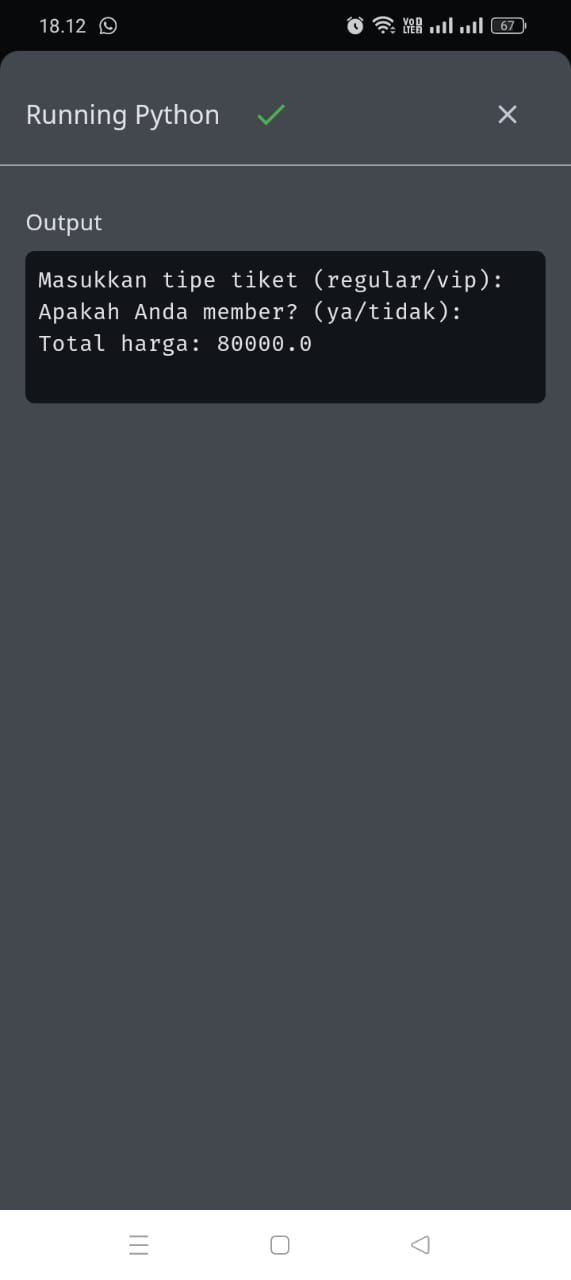 18.12
VoD
LTE
67
Running Python
Output
Masukkan tipe tiket (regular/vip):
Apakah Anda member? (ya/tidak):
Total harga: 80000.0